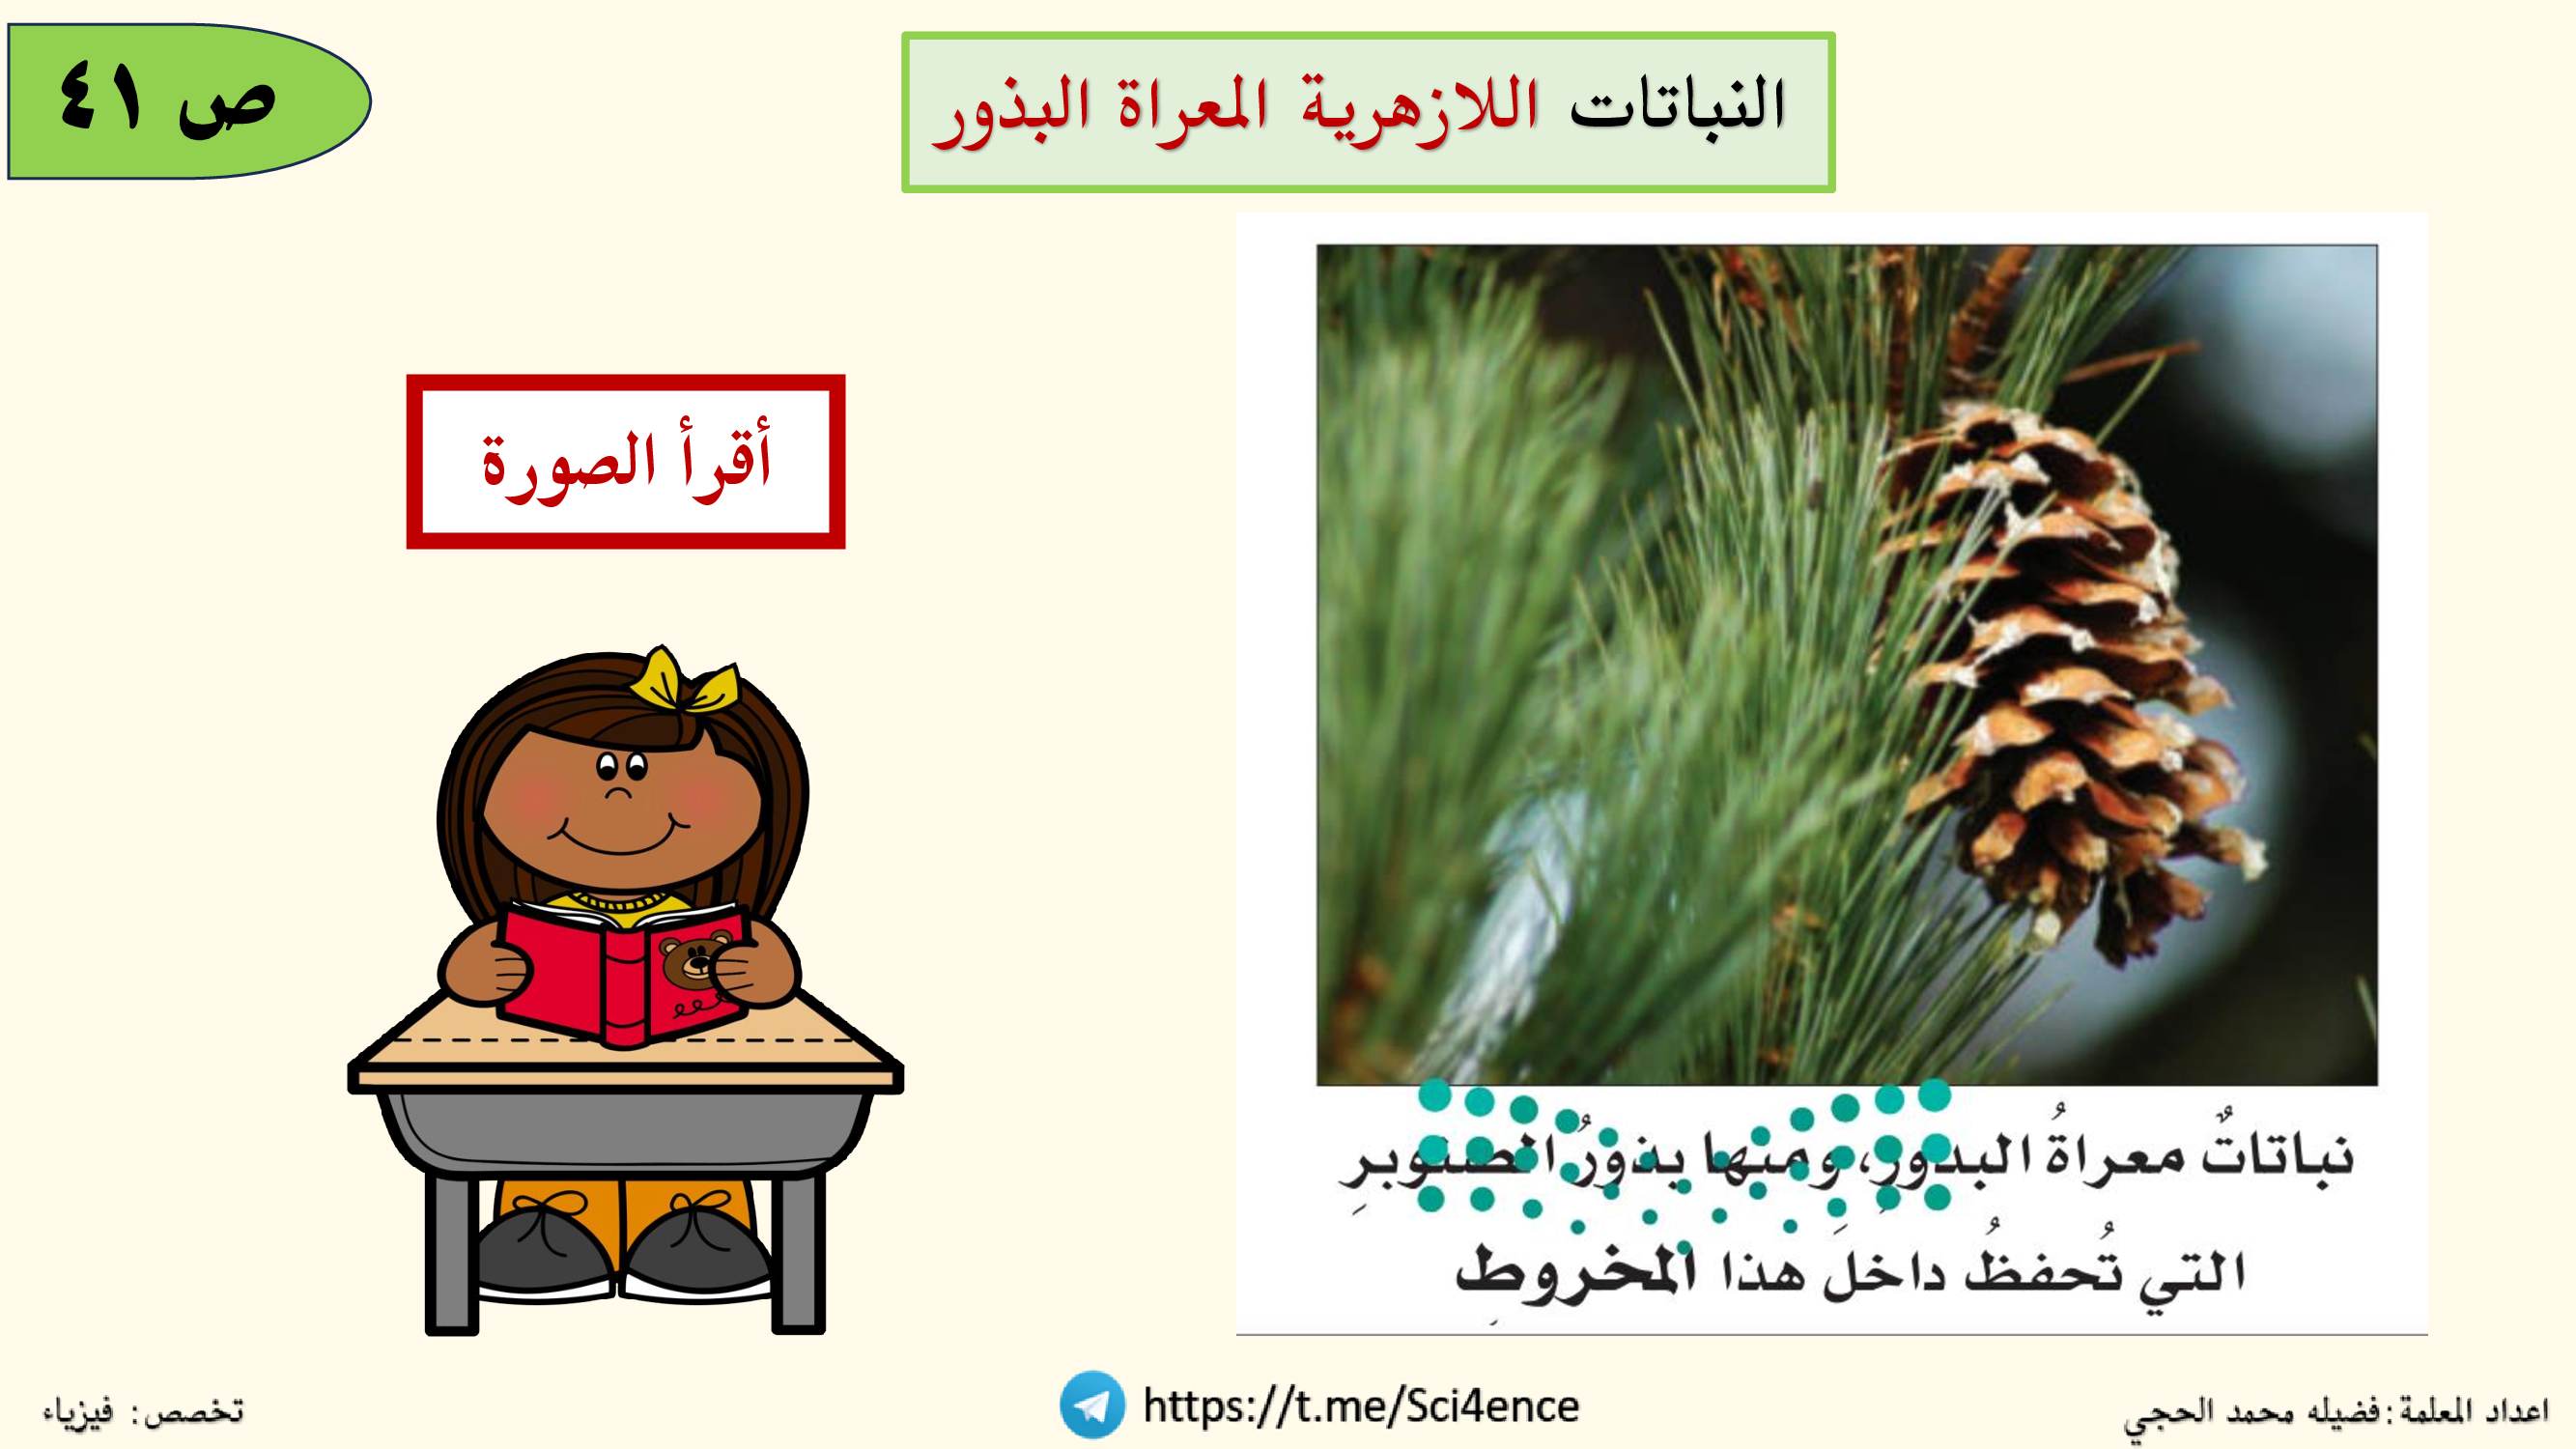 النباتات اللازهرية المعراة البذور
ص ٤١
أقرأ الصورة
نباتاتٌ معراةُ البذورِ، ومنها بذورُ الصنوبرِ
التي تُحفظُ داخلَ هذا المخروطِ
اعداد المعلمة:فضيله محمد الحجي
https://t.me/Sci4ence
تخصص: فيزياء